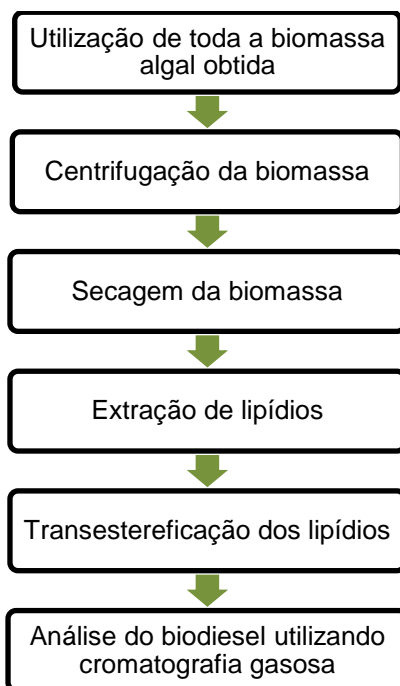 Utilização de toda a biomassa
algal obtida
Centrifugação da biomassa
Secagem da biomassa
Extração de lipídios
Transestereficação dos lipídios
Análise do biodiesel utilizando
cromatografia gasosa